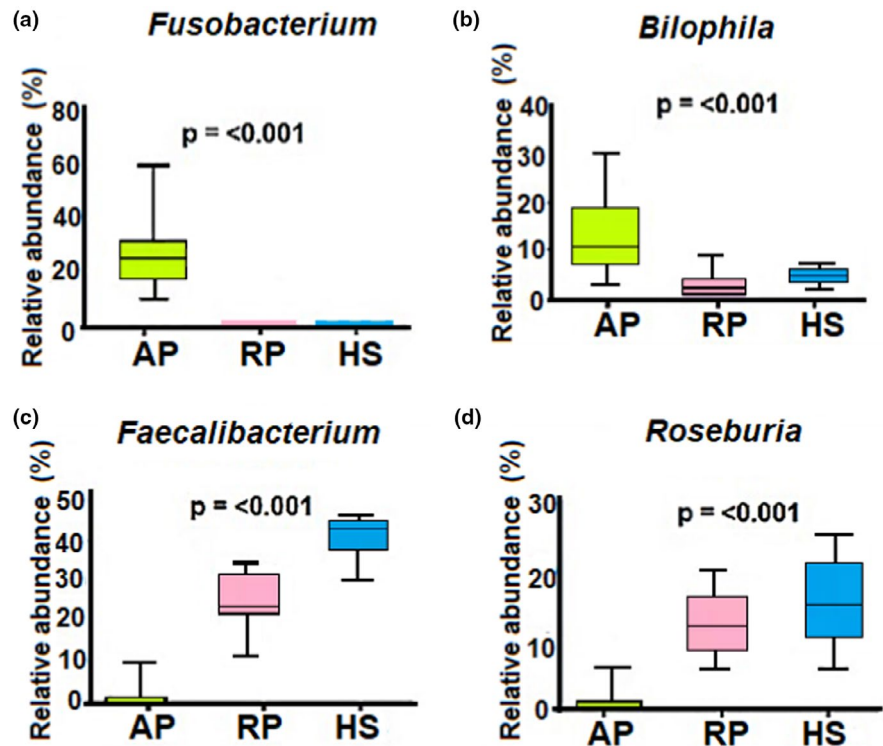 (a)
Fusobacterium
Relative abundance (%)
80
60
40
20
0
p = <0.001
AP RP HS
(b)
Bilophila
Relative abundance (%)
40
30
20
10
0
p = <0.001
AP RP HS
(c)
Faecalibacterium
Relative abundance (%)
50
40
30
20
10
0
p = <0.001
AP RP HS
(d)
Roseburia
Relative abundance (%)
30
20
10
0
p = <0.001
AP RP HS